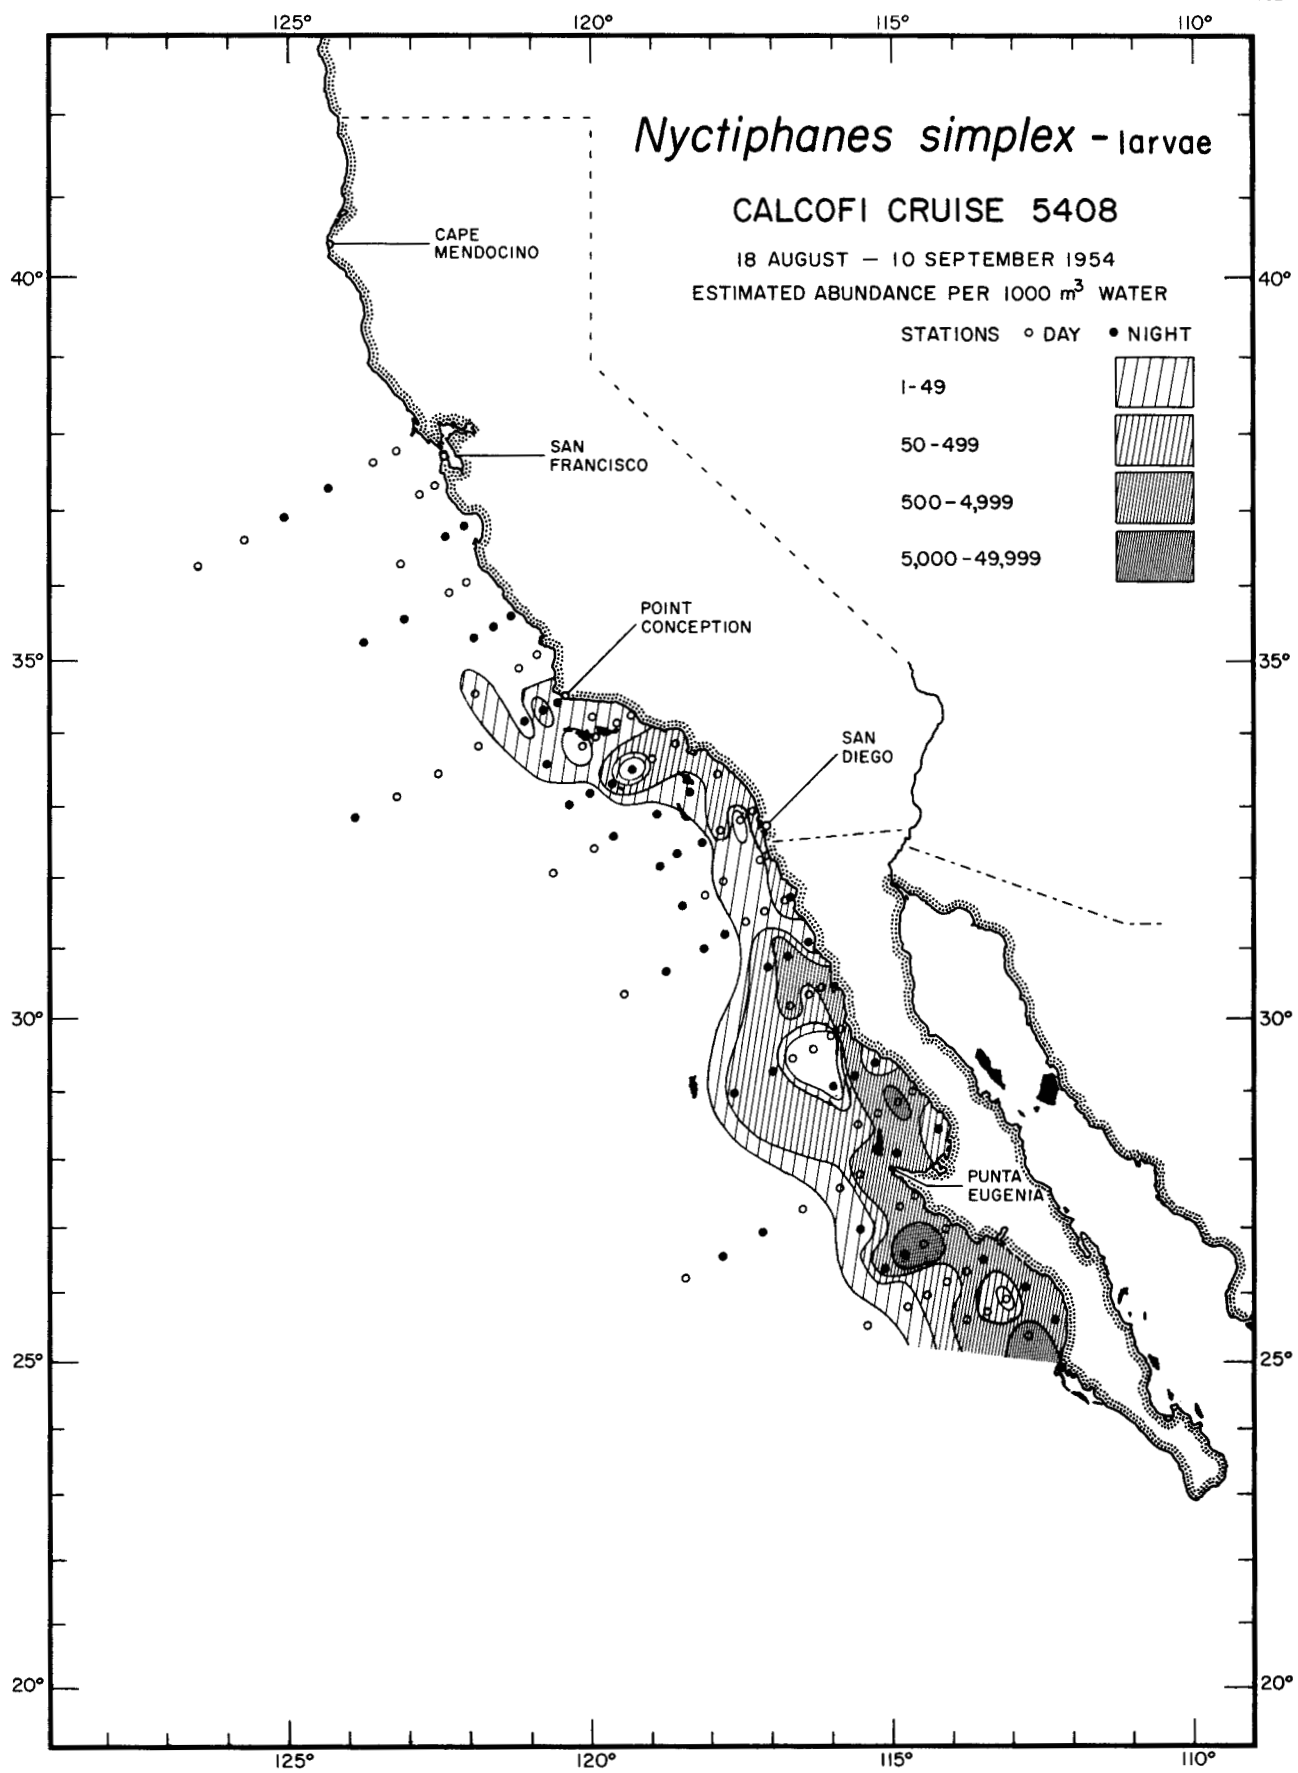 125° 120° 115° 110°
Nyctiphanes simplex - larvae
CALCOFI CRUISE 5408
18 AUGUST — 10 SEPTEMBER 1954
ESTIMATED ABUNDANCE PER 1000 m³ WATER
STATIONS ○ DAY ● NIGHT
1-49
50-499
500-4,999
5,000-49,999
CAPE
MENDOCINO
40° 40°
SAN
FRANCISCO
POINT
CONCEPTION
35° 35°
SAN
DIEGO
30° 30°
PUNTA
EUGENIA
25° 25°
20° 20°
125° 120° 115° 110°